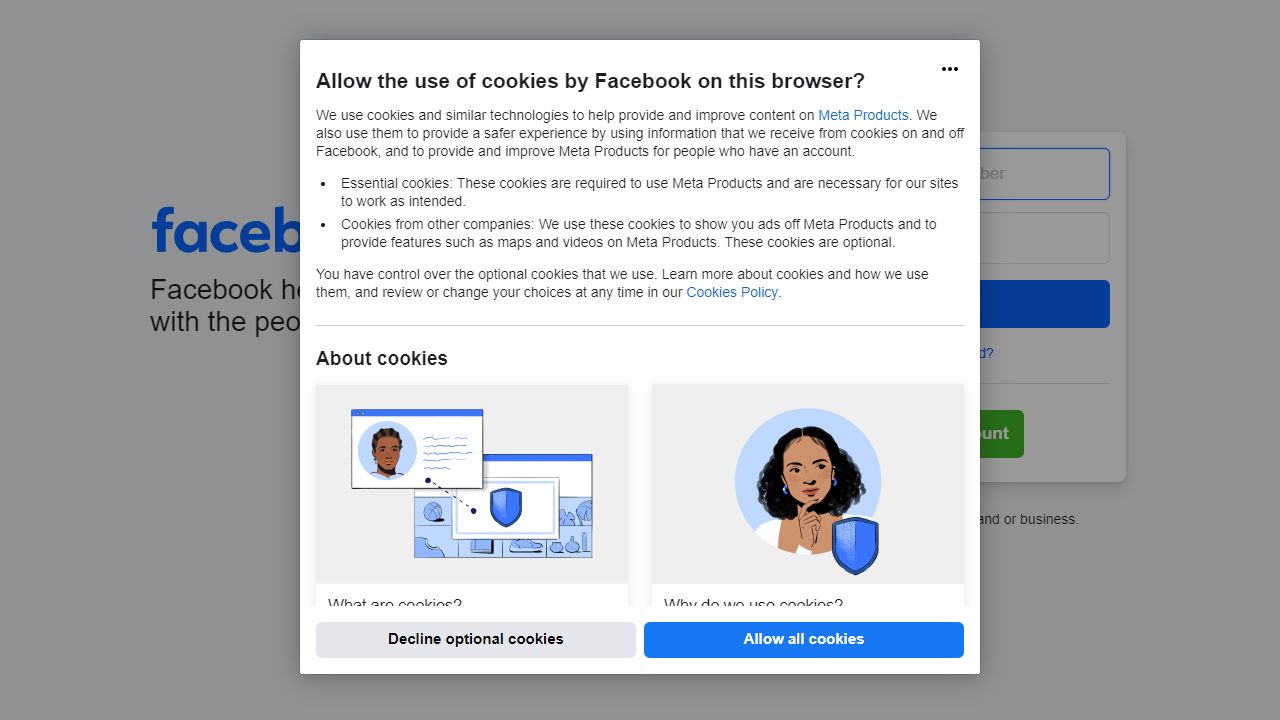 Allow the use of cookies by Facebook on this browser?
We use cookies and similar technologies to help provide and improve content on Meta Products. We
also use them to provide a safer experience by using information that we receive from cookies on and off
Facebook, and to provide and improve Meta Products for people who have an account.
• Essential cookies: These cookies are required to use Meta Products and are necessary for our sites
to work as intended.
• Cookies from other companies: We use these cookies to show you ads off Meta Products and to
provide features such as maps and videos on Meta Products. These cookies are optional.
You have control over the optional cookies that we use. Learn more about cookies and how we use
them, and review or change your choices at any time in our Cookies Policy.
About cookies
What are cookies?
Why do we use cookies?
Decline optional cookies
Allow all cookies
faceb
Facebook he
with the peo
ber
d?
unt
and or business.